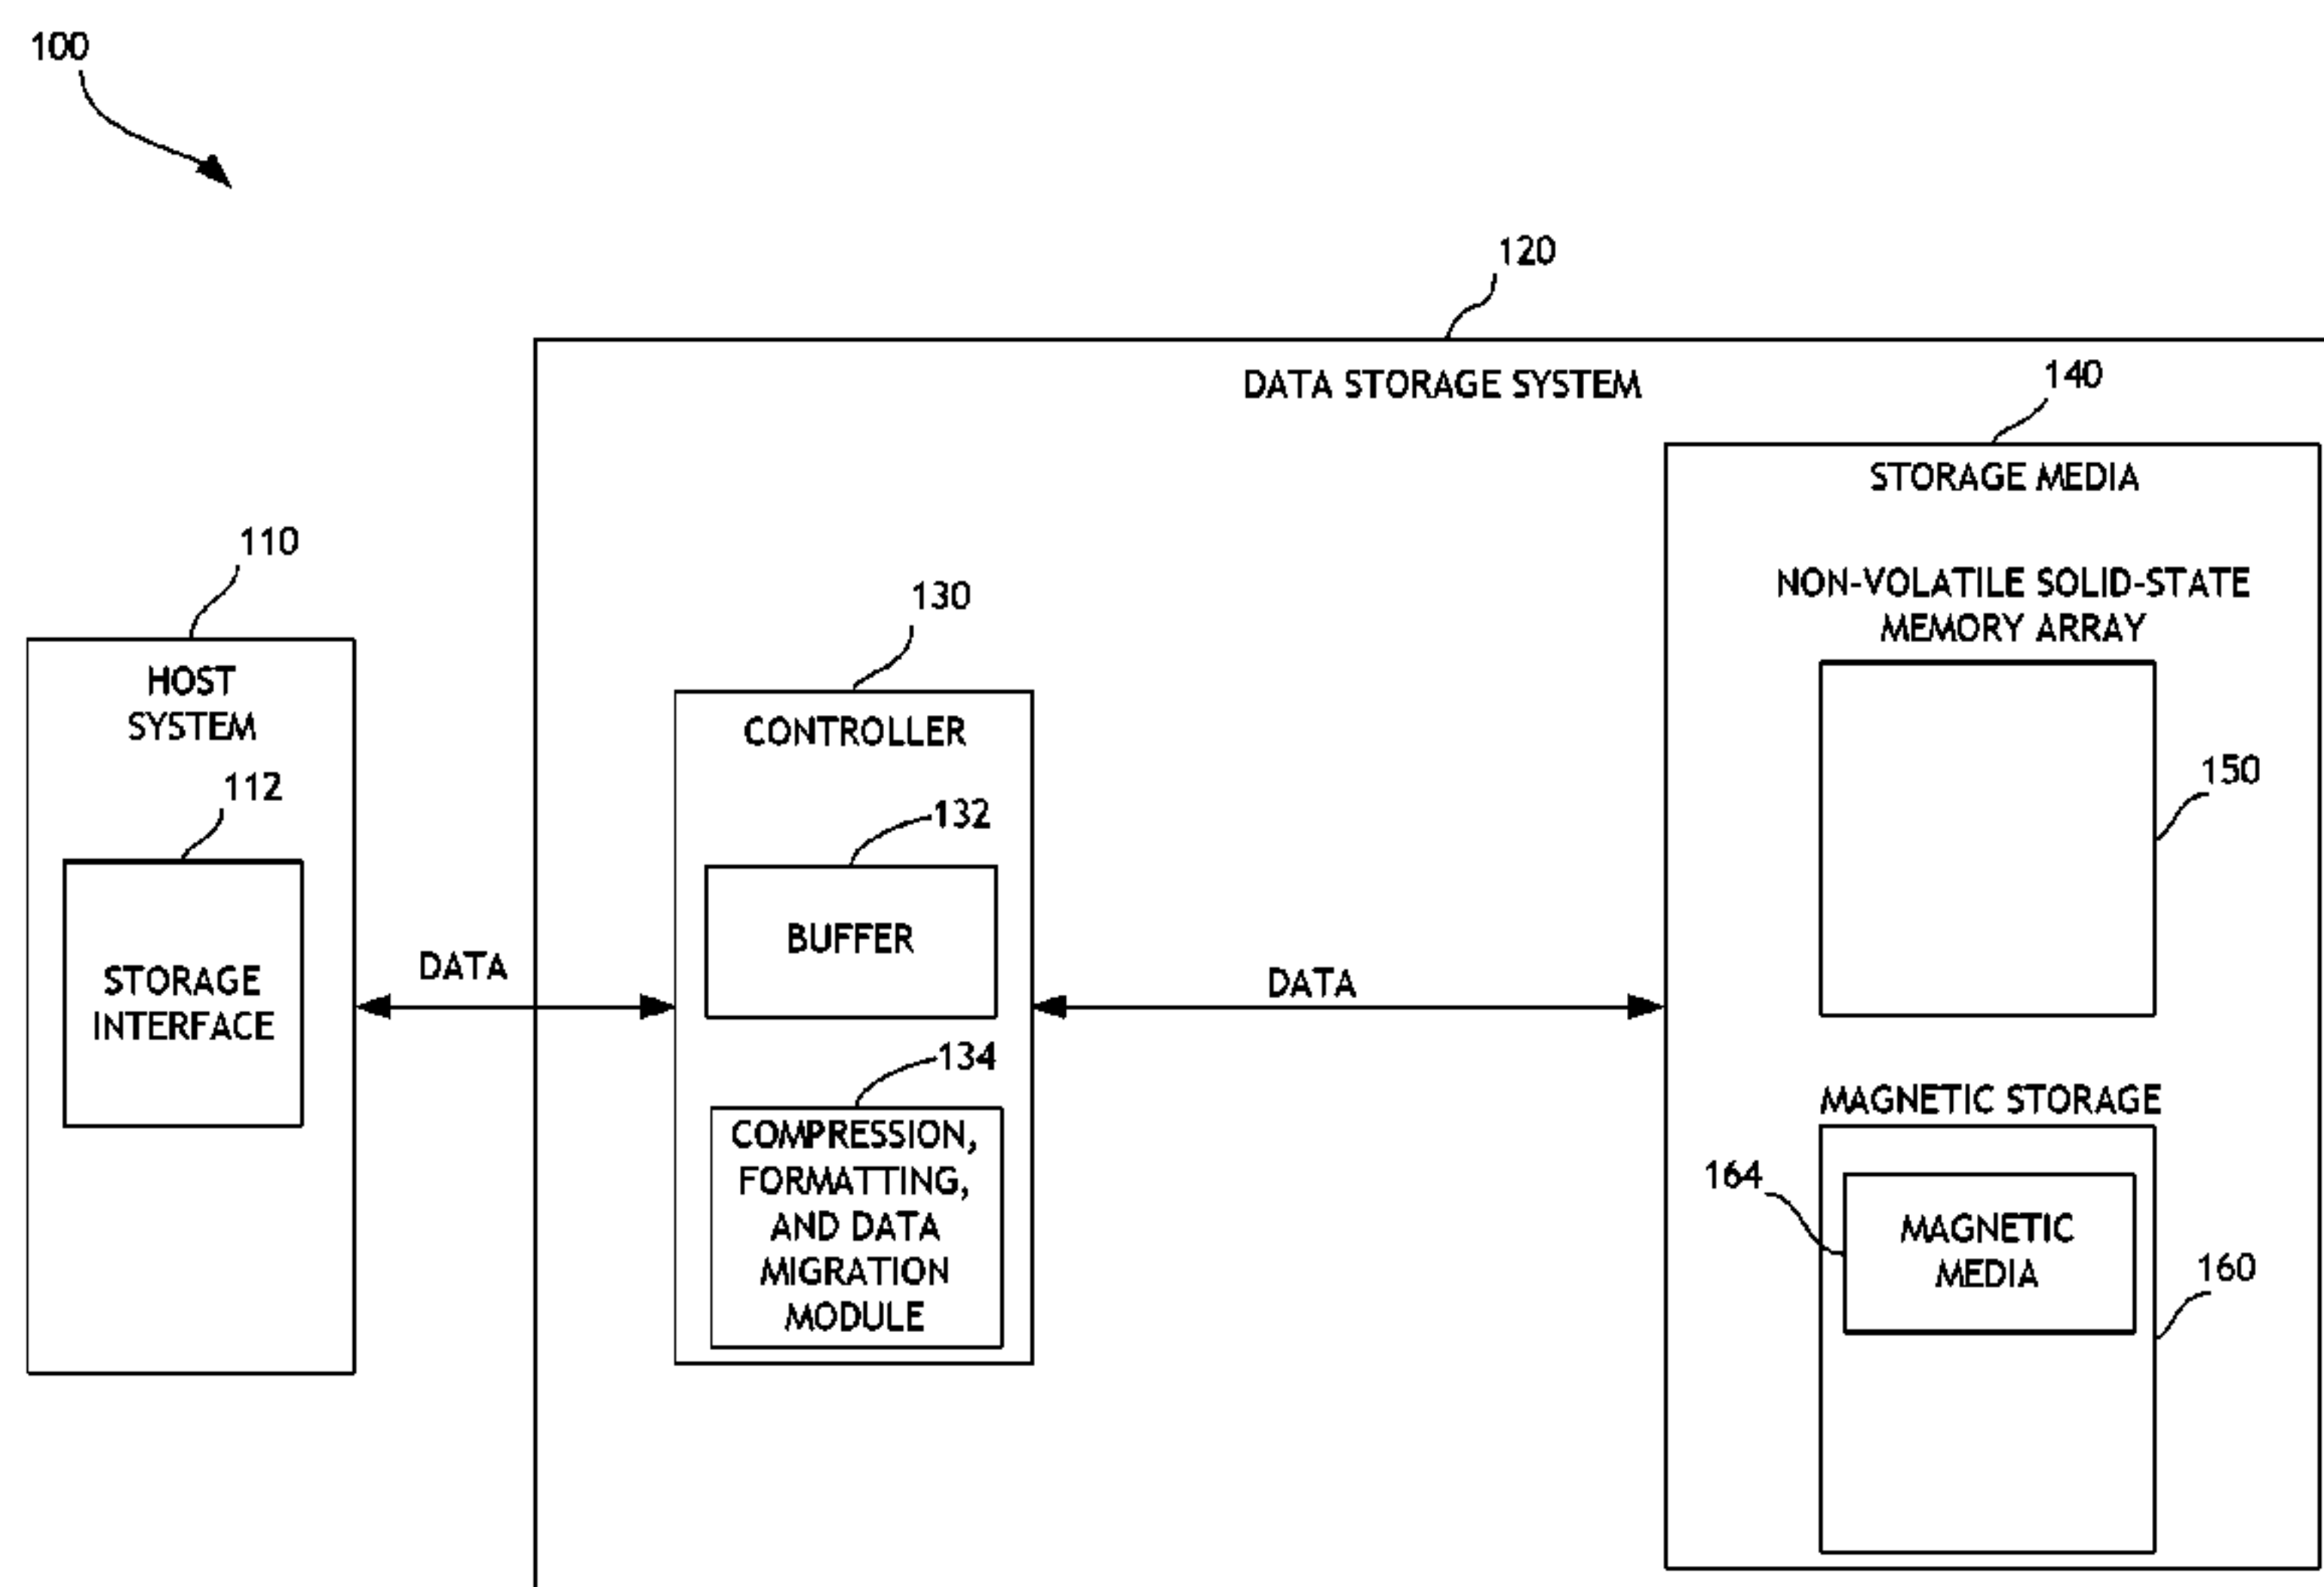 100
120
DATA STORAGE SYSTEM
140
STORAGE MEDIA
110
NON-VOLATILE SOLID-STATE
MEMORY ARRAY
130
HOST
SYSTEM
CONTROLLER
112
150
132
BUFFER
STORAGE
INTERFACE
DATA
DATA
134
MAGNETIC STORAGE
COMPRESSION,
FORMATTING,
AND DATA
MIGRATION
MODULE
164
MAGNETIC
MEDIA
160